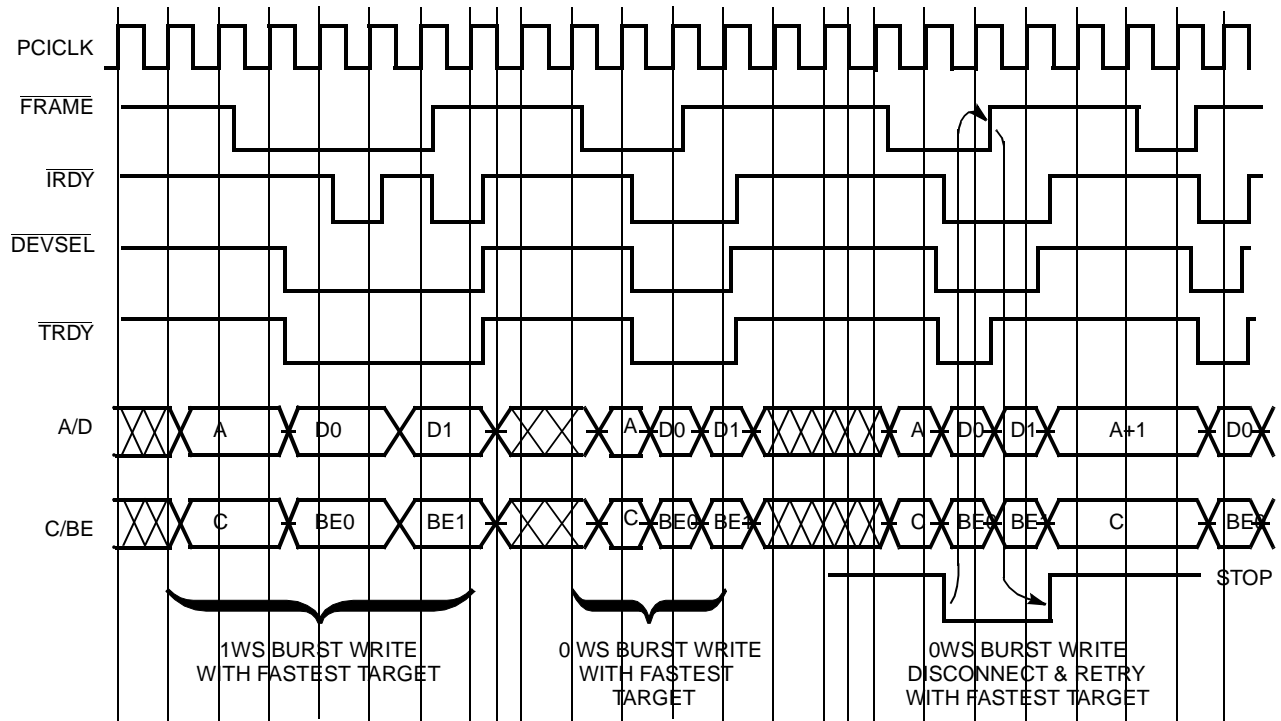 PCICLK
FRAME
IRDY
DEVSEL
TRDY
A/D A D0 D1 A D0 D1 A D0 D1 A+1 D0
C/BE C BE0 BE1 C BE0 BE1 C BE0 BE1 C BE0
STOP
1WS BURST WRITE
WITH FASTEST TARGET
0 WS BURST WRITE
WITH FASTEST
TARGET
0WS BURST WRITE
DISCONNECT & RETRY
WITH FASTEST TARGET